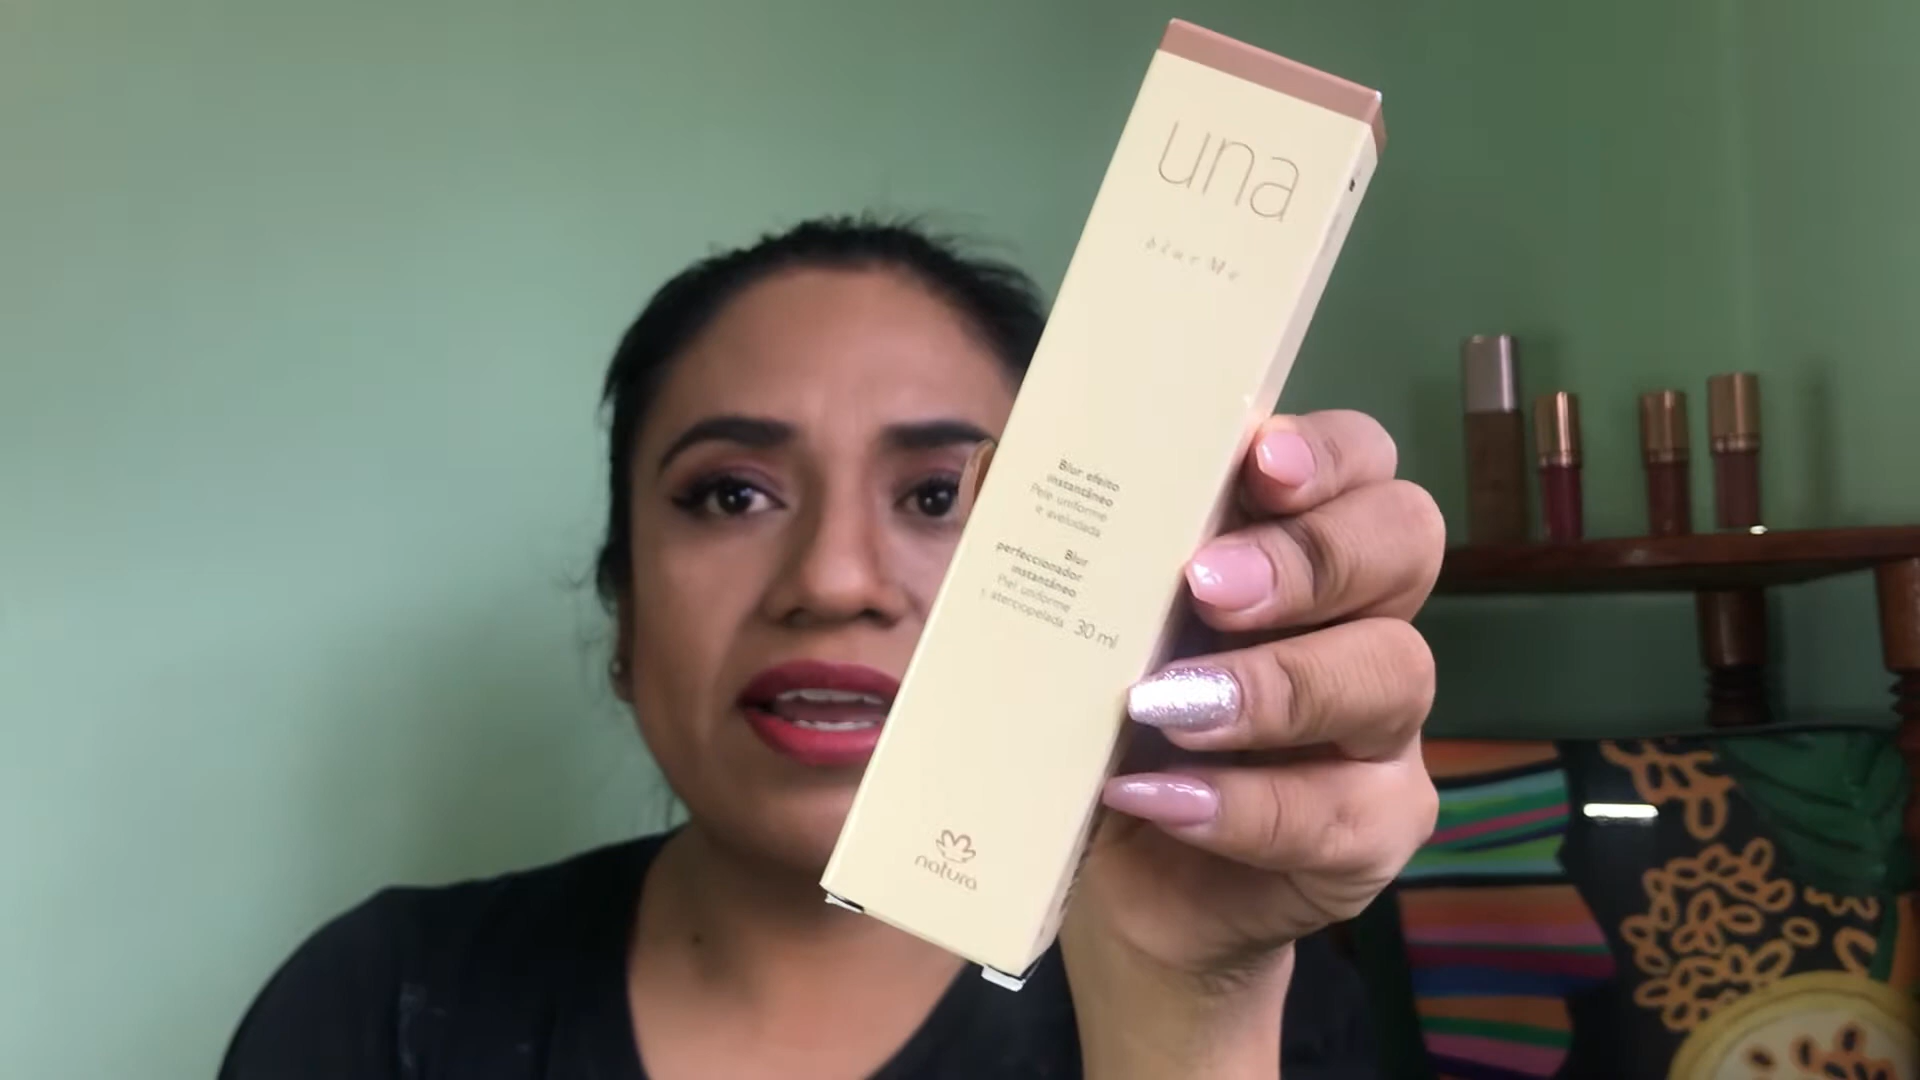 una
blurMe
Blur efeito
instantâneo
Pele uniforme
e aveludada
Blur
perfeccionador
instantáneo
Piel uniforme
y aterciopelada
30 ml
natura